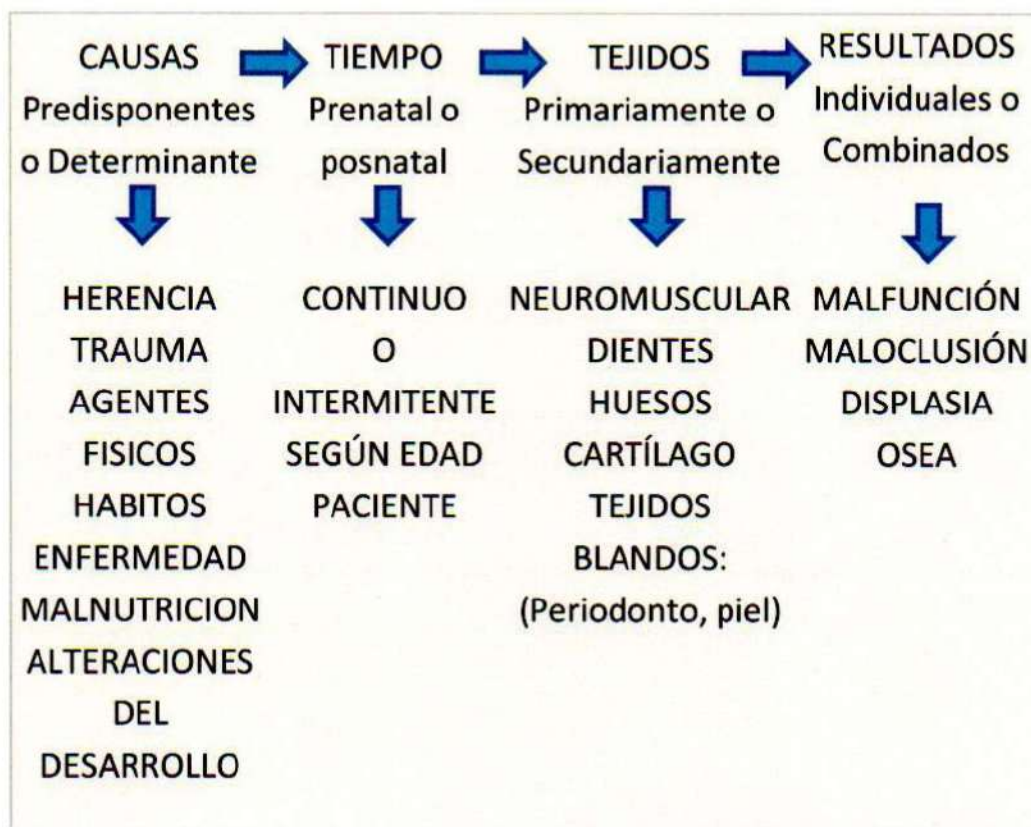 CAUSAS
Predisponentes
o Determinante
HERENCIA
TRAUMA
AGENTES
FISICOS
HABITOS
ENFERMEDAD
MALNUTRICION
ALTERACIONES
DEL
DESARROLLO
TIEMPO
Prenatal o
posnatal
CONTINUO
O
INTERMITENTE
SEGÚN EDAD
PACIENTE
TEJIDOS
Primariamente o
Secundariamente
NEUROMUSCULAR
DIENTES
HUESOS
CARTÍLAGO
TEJIDOS
BLANDOS:
(Periodonto, piel)
RESULTADOS
Individuales o
Combinados
MALFUNCIÓN
MALOCLUSIÓN
DISPLASIA
OSEA